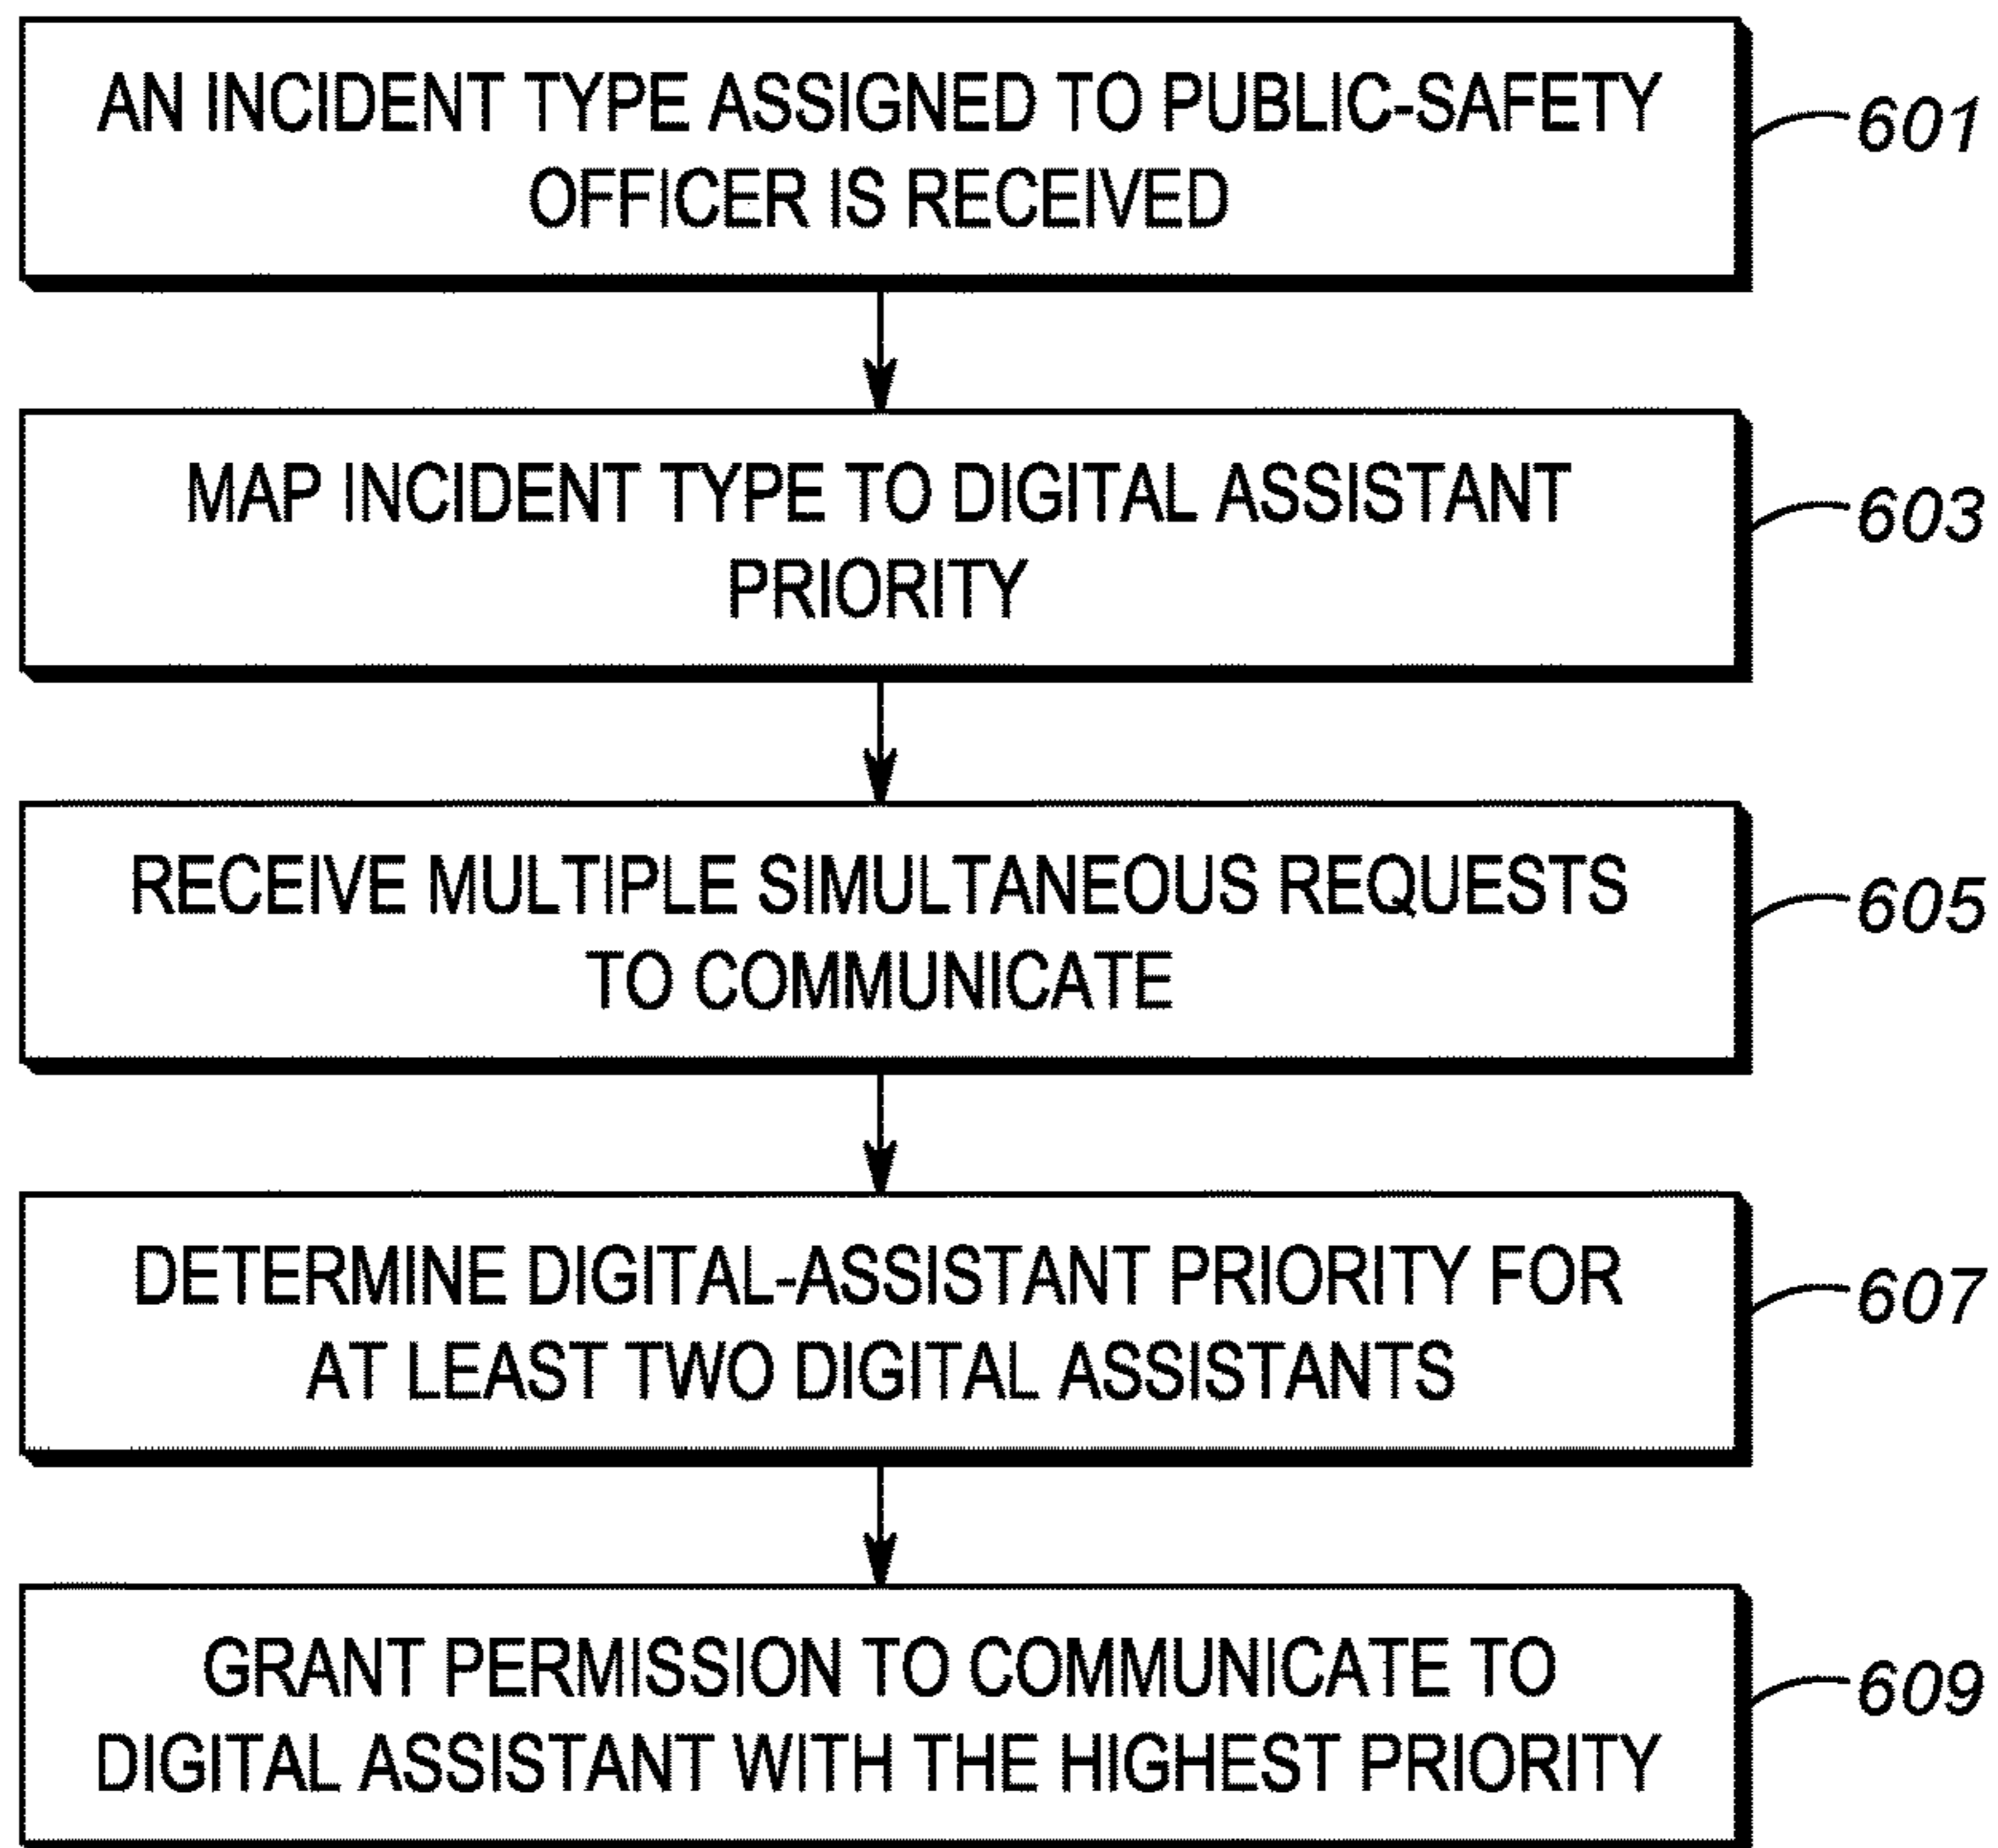 AN INCIDENT TYPE ASSIGNED TO PUBLIC-SAFETY
OFFICER IS RECEIVED
601
MAP INCIDENT TYPE TO DIGITAL ASSISTANT
PRIORITY
603
RECEIVE MULTIPLE SIMULTANEOUS REQUESTS
TO COMMUNICATE
605
DETERMINE DIGITAL-ASSISTANT PRIORITY FOR
AT LEAST TWO DIGITAL ASSISTANTS
607
GRANT PERMISSION TO COMMUNICATE TO
DIGITAL ASSISTANT WITH THE HIGHEST PRIORITY
609